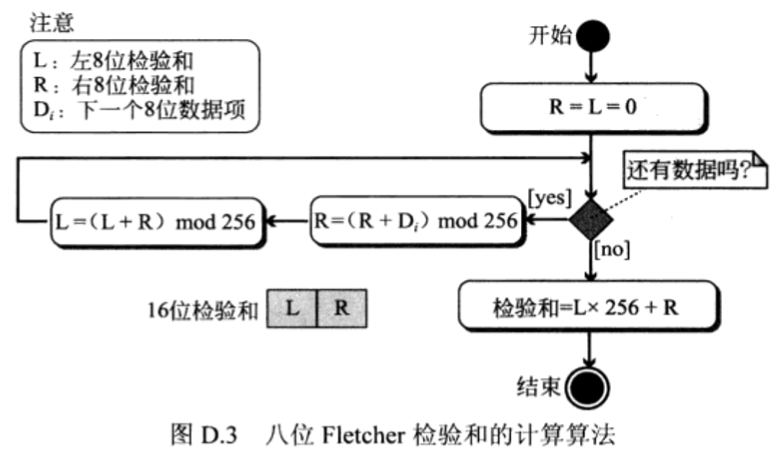 注意
L：左8位检验和
R：右8位检验和
Di：下一个8位数据项
开始
R = L = 0
还有数据吗?
[yes]
[no]
R=（R + Di）mod 256
L =（L + R）mod 256
16位检验和 L R
检验和=L× 256 + R
结束
图 D.3 八位 Fletcher 检验和的计算算法